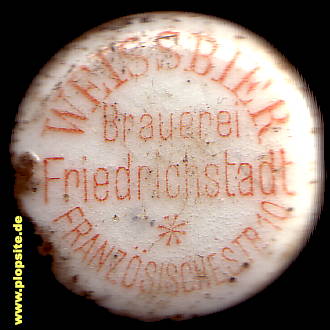 WEISSBIER
Brauerei
Friedrichstadt
*
FRANZÖSISCHESTR. 10
www.plopsite.de